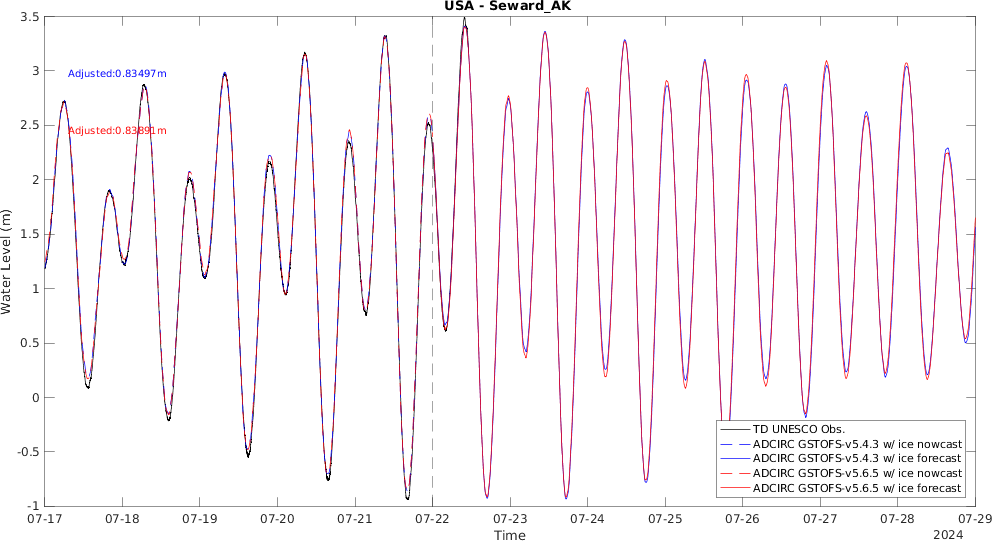 USA - Seward_AK
3.5
3
2.5
2
1.5
1
0.5
0
-0.5
-1
Water Level (m)
Adjusted:0.83497m
Adjusted:0.83891m
TD UNESCO Obs.
ADCIRC GSTOFS-v5.4.3 w/ ice nowcast
ADCIRC GSTOFS-v5.4.3 w/ ice forecast
ADCIRC GSTOFS-v5.6.5 w/ ice nowcast
ADCIRC GSTOFS-v5.6.5 w/ ice forecast
07-17 07-18 07-19 07-20 07-21 07-22 07-23 07-24 07-25 07-26 07-27 07-28 07-29
Time
2024